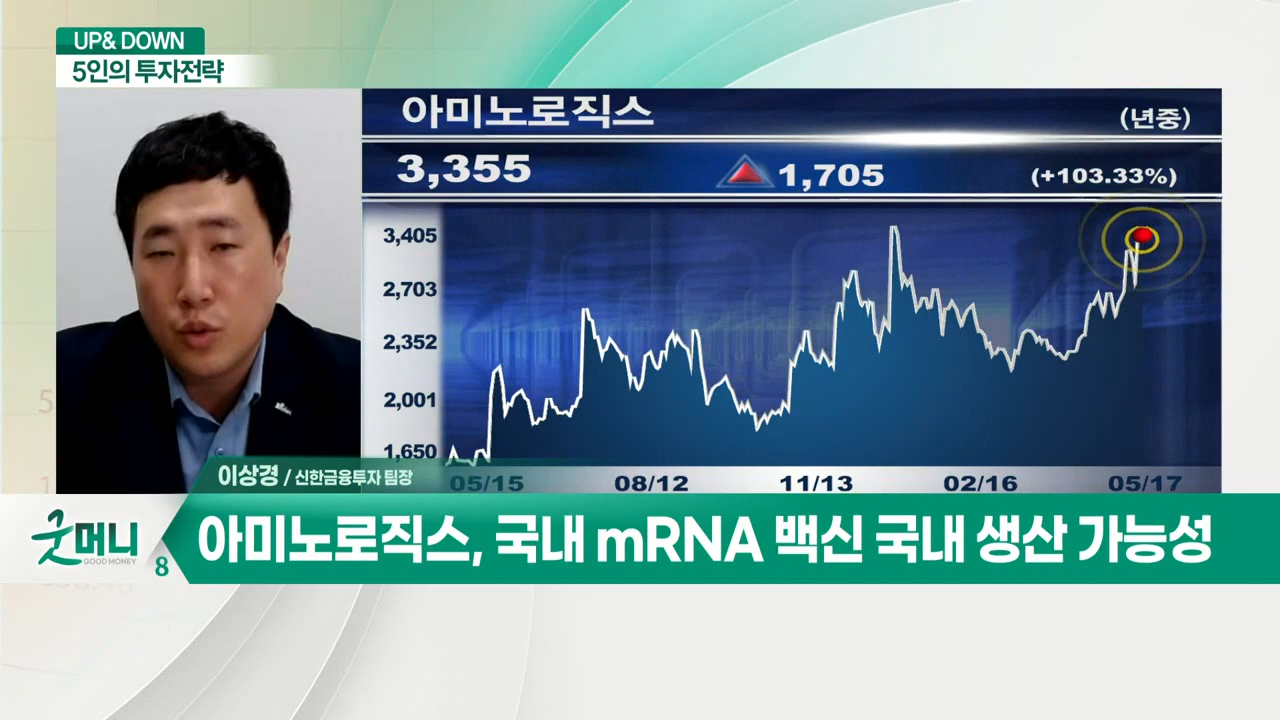 UP& DOWN
5인의 투자전략
아미노로직스 (년중)
3,355 1,705 (+103.33%)
3,405
2,703
2,352
2,001
1,650
05/15 08/12 11/13 02/16 05/17
이상경 / 신한금융투자 팀장
굿머니
GOOD MONEY
8
아미노로직스, 국내 mRNA 백신 국내 생산 가능성
5
1